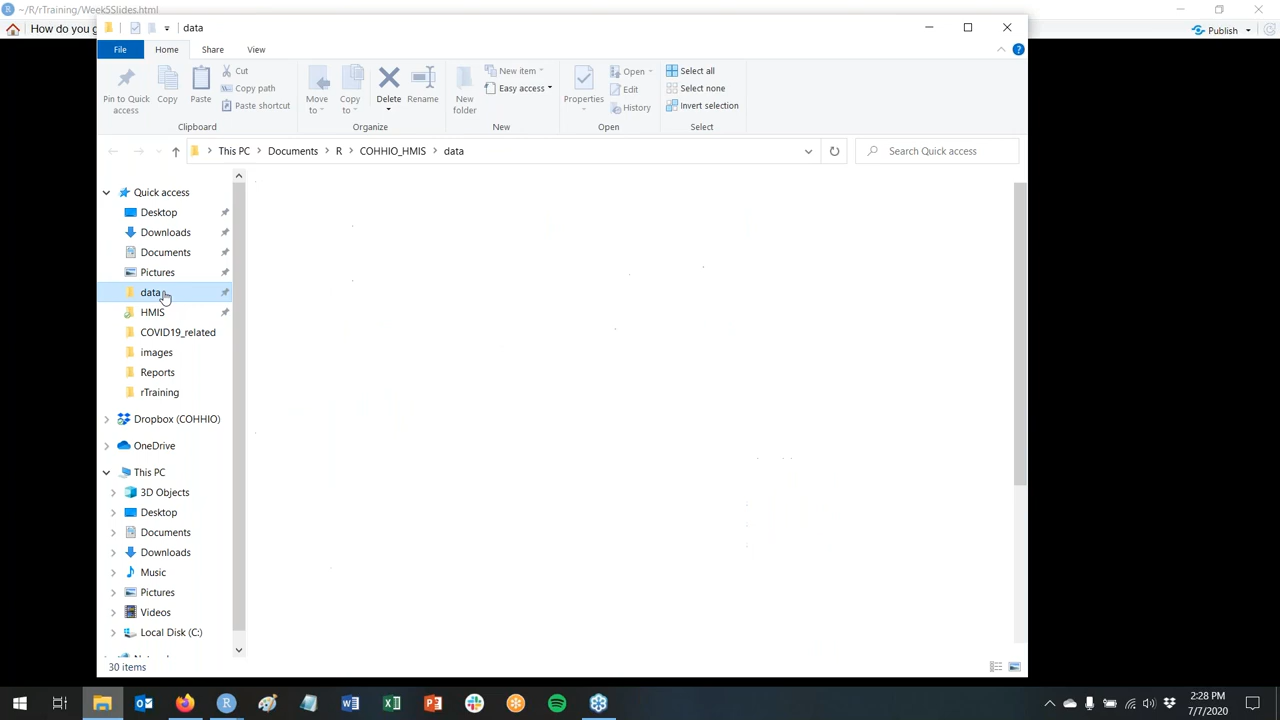 ~/R/rTraining/Week5Slides.html
How do you g
Publish
data
File Home Share View
Pin to Quick access
Copy
Paste
Cut
Copy path
Paste shortcut
Clipboard
Move to
Copy to
Delete
Rename
Organize
New folder
New item
Easy access
New
Properties
Open
Edit
History
Open
Select all
Select none
Invert selection
Select
This PC > Documents > R > COHHIO_HMIS > data
Search Quick access
Quick access
Desktop
Downloads
Documents
Pictures
data
HMIS
COVID19_related
images
Reports
rTraining
Dropbox (COHHIO)
OneDrive
This PC
3D Objects
Desktop
Documents
Downloads
Music
Pictures
Videos
Local Disk (C:)
30 items
2:28 PM
7/7/2020